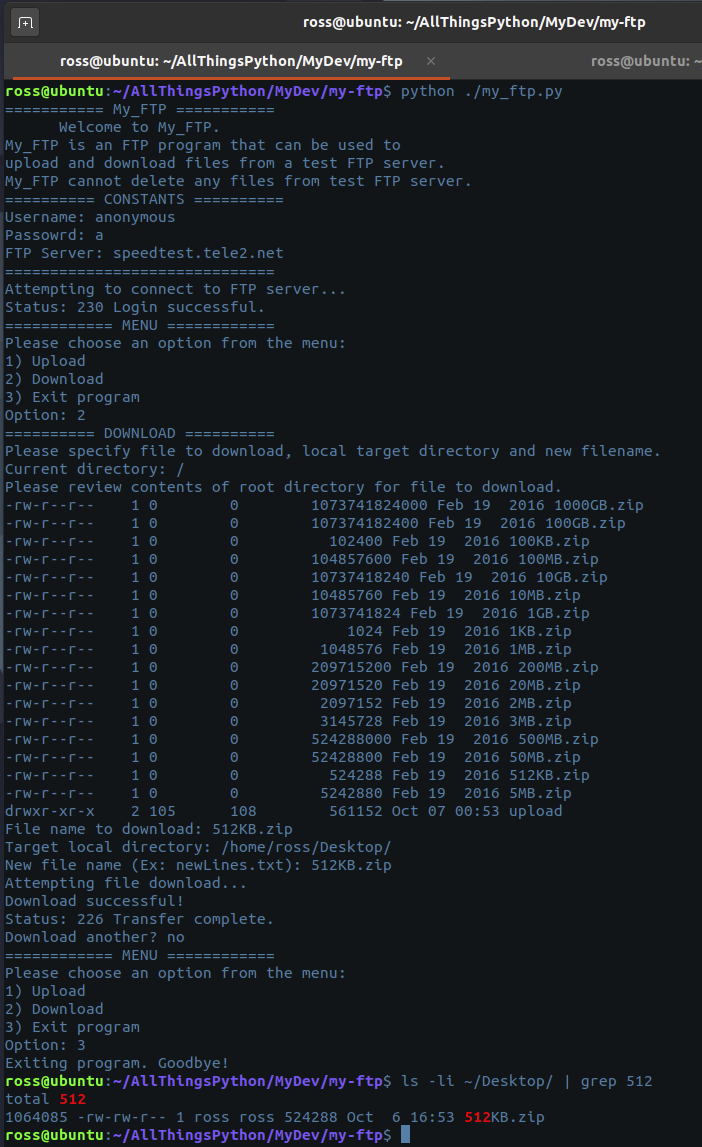 ross@ubuntu: ~/AllThingsPython/MyDev/my-ftp
ross@ubuntu: ~/AllThingsPython/MyDev/my-ftp × ross@ubuntu: ~
ross@ubuntu:~/AllThingsPython/MyDev/my-ftp$ python ./my_ftp.py
=========== My_FTP ===========
      Welcome to My_FTP.
My_FTP is an FTP program that can be used to
upload and download files from a test FTP server.
My_FTP cannot delete any files from test FTP server.
========== CONSTANTS ==========
Username: anonymous
Passowrd: a
FTP Server: speedtest.tele2.net
==============================
Attempting to connect to FTP server...
Status: 230 Login successful.
============ MENU ============
Please choose an option from the menu:
1) Upload
2) Download
3) Exit program
Option: 2
========== DOWNLOAD ==========
Please specify file to download, local target directory and new filename.
Current directory: /
Please review contents of root directory for file to download.
-rw-r--r--    1 0        0        1073741824000 Feb 19  2016 1000GB.zip
-rw-r--r--    1 0        0        107374182400 Feb 19  2016 100GB.zip
-rw-r--r--    1 0        0          102400 Feb 19  2016 100KB.zip
-rw-r--r--    1 0        0        104857600 Feb 19  2016 100MB.zip
-rw-r--r--    1 0        0        10737418240 Feb 19  2016 10GB.zip
-rw-r--r--    1 0        0        10485760 Feb 19  2016 10MB.zip
-rw-r--r--    1 0        0        1073741824 Feb 19  2016 1GB.zip
-rw-r--r--    1 0        0            1024 Feb 19  2016 1KB.zip
-rw-r--r--    1 0        0         1048576 Feb 19  2016 1MB.zip
-rw-r--r--    1 0        0        209715200 Feb 19  2016 200MB.zip
-rw-r--r--    1 0        0        20971520 Feb 19  2016 20MB.zip
-rw-r--r--    1 0        0         2097152 Feb 19  2016 2MB.zip
-rw-r--r--    1 0        0         3145728 Feb 19  2016 3MB.zip
-rw-r--r--    1 0        0        524288000 Feb 19  2016 500MB.zip
-rw-r--r--    1 0        0        52428800 Feb 19  2016 50MB.zip
-rw-r--r--    1 0        0          524288 Feb 19  2016 512KB.zip
-rw-r--r--    1 0        0         5242880 Feb 19  2016 5MB.zip
drwxr-xr-x    2 105      108        561152 Oct 07 00:53 upload
File name to download: 512KB.zip
Target local directory: /home/ross/Desktop/
New file name (Ex: newLines.txt): 512KB.zip
Attempting file download...
Download successful!
Status: 226 Transfer complete.
Download another? no
============ MENU ============
Please choose an option from the menu:
1) Upload
2) Download
3) Exit program
Option: 3
Exiting program. Goodbye!
ross@ubuntu:~/AllThingsPython/MyDev/my-ftp$ ls -li ~/Desktop/ | grep 512
total 512
1064085 -rw-rw-r-- 1 ross ross 524288 Oct  6 16:53 512KB.zip
ross@ubuntu:~/AllThingsPython/MyDev/my-ftp$